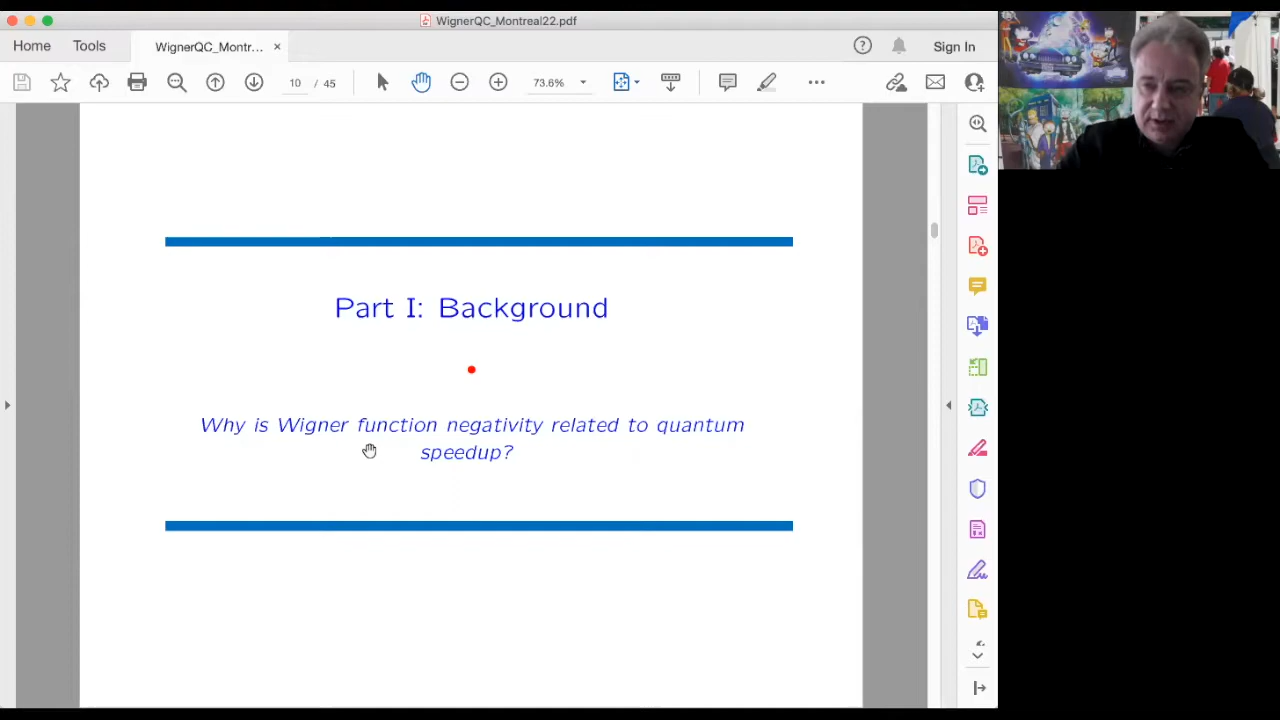 WignerQC_Montreal22.pdf
Home Tools WignerQC_Montr... × Sign In
10 / 45 73.6%
Part I: Background
Why is Wigner function negativity related to quantum
speedup?